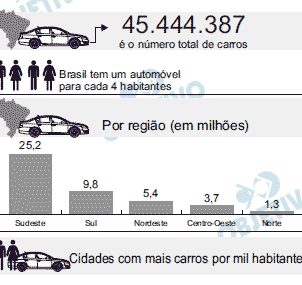 45.444.387
é o número total de carros
Brasil tem um automóvel
para cada 4 habitantes
Por região (em milhões)
25,2
9,8
5,4
3,7
1,3
Sudeste
Sul
Nordeste
Centro-Oeste
Norte
Cidades com mais carros por mil habitante
OBJETIVO